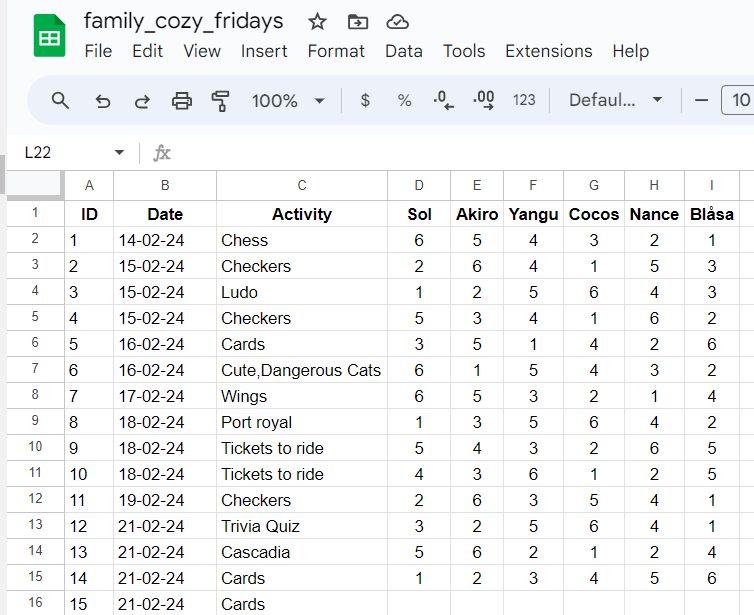 family_cozy_fridays
File Edit View Insert Format Data Tools Extensions Help
100% $ % .0 .00 123 Defaul... 10
L22 fx
A B C D E F G H I
1 ID Date Activity Sol Akiro Yangu Cocos Nance Blåsa
2 1 14-02-24 Chess 6 5 4 3 2 1
3 2 15-02-24 Checkers 2 6 4 1 5 3
4 3 15-02-24 Ludo 1 2 5 6 4 3
5 4 15-02-24 Checkers 5 3 4 1 6 2
6 5 16-02-24 Cards 3 5 1 4 2 6
7 6 16-02-24 Cute,Dangerous Cats 6 1 5 4 3 2
8 7 17-02-24 Wings 6 5 3 2 1 4
9 8 18-02-24 Port royal 1 3 5 6 4 2
10 9 18-02-24 Tickets to ride 5 4 3 2 6 5
11 10 18-02-24 Tickets to ride 4 3 6 1 2 5
12 11 19-02-24 Checkers 2 6 3 5 4 1
13 12 21-02-24 Trivia Quiz 3 2 5 6 4 1
14 13 21-02-24 Cascadia 5 6 2 1 2 4
15 14 21-02-24 Cards 1 2 3 4 5 6
16 15 21-02-24 Cards